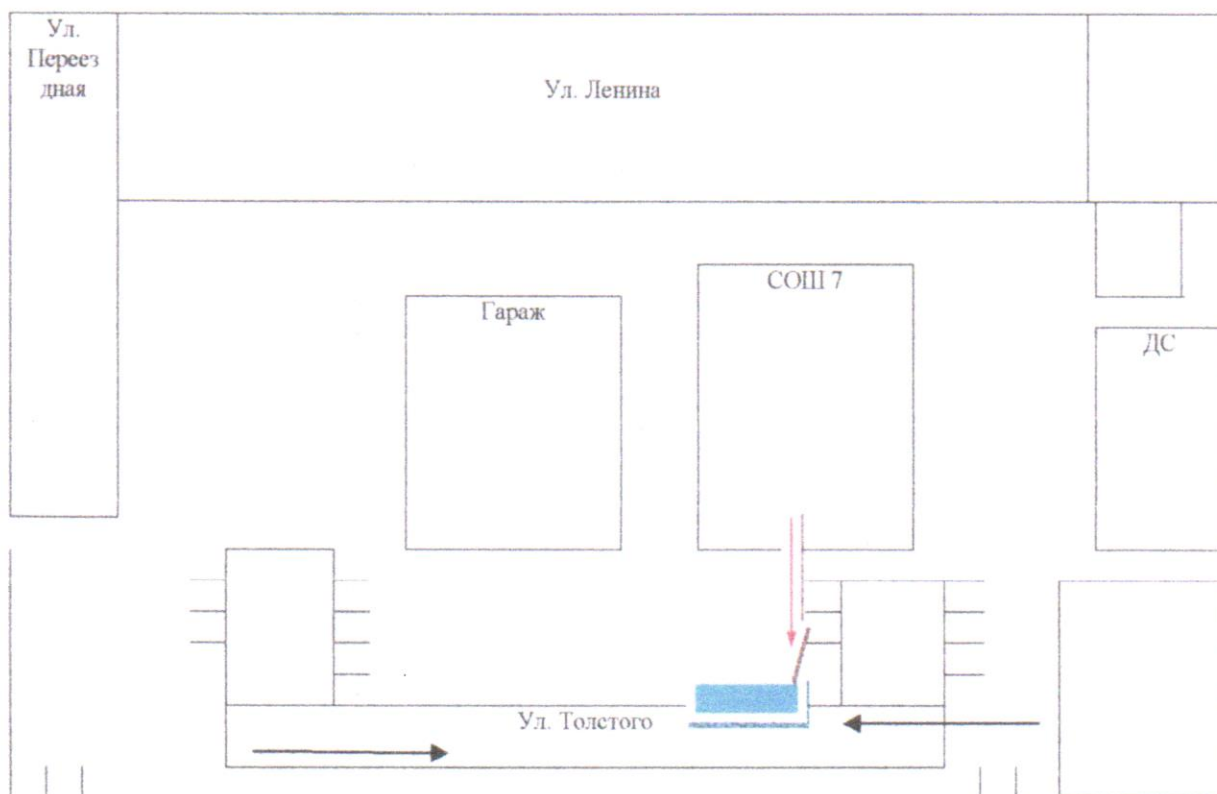 Ул.
Переез
дная
Ул. Ленина
СОШ 7
Гараж
ДС
Ул. Толстого